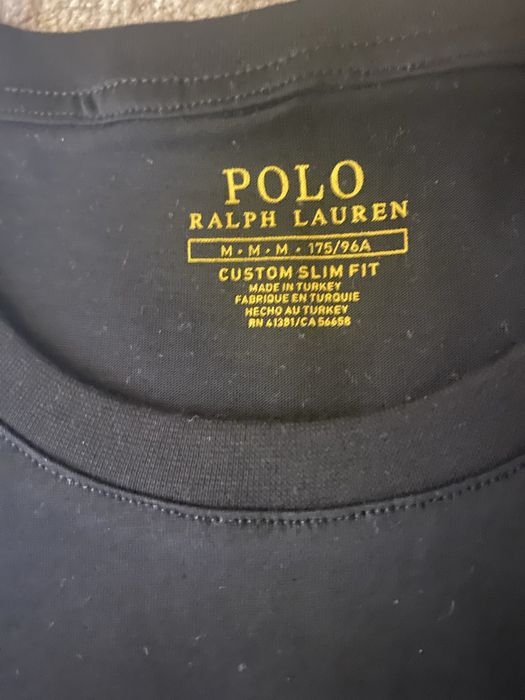 POLO
RALPH LAUREN
M • M • M • 175/96A
CUSTOM SLIM FIT
MADE IN TURKEY
FABRIQUE EN TURQUIE
HECHO AU TURKEY
RN 41381/CA 56658